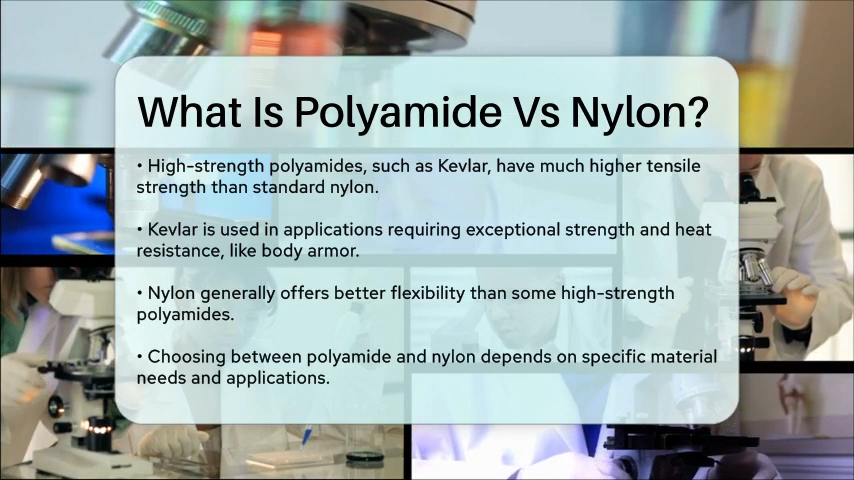 What Is Polyamide Vs Nylon?
• High-strength polyamides, such as Kevlar, have much higher tensile
strength than standard nylon.
• Kevlar is used in applications requiring exceptional strength and heat
resistance, like body armor.
• Nylon generally offers better flexibility than some high-strength
polyamides.
• Choosing between polyamide and nylon depends on specific material
needs and applications.